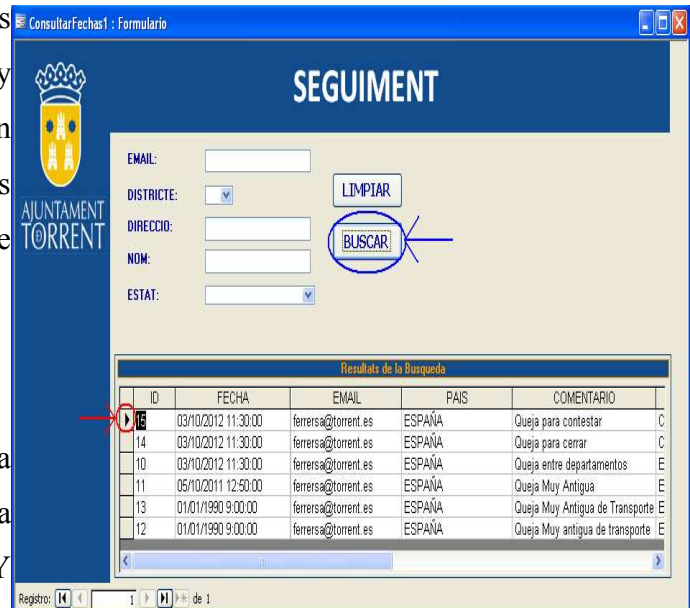 s
ConsultarFechas1 : Formulario
y
SEGUIMENT
n
EMAIL:
s
DISTRICTE:
LIMPIAR
AJUNTAMENT
TORRENT
DIRECCIO:
e
BUSCAR
NOM:
ESTAT:
Resultats de la Busqueda
ID FECHA EMAIL PAIS COMENTARIO
15 03/10/2012 11:30:00 ferrersa@torrent.es ESPAÑA Queja para contestar C
14 03/10/2012 11:30:00 ferrersa@torrent.es ESPAÑA Queja para cerrar C
10 03/10/2012 11:30:00 ferrersa@torrent.es ESPAÑA Queja entre departamentos E
11 05/10/2011 12:50:00 ferrersa@torrent.es ESPAÑA Queja Muy Antigua E
13 01/01/1990 9:00:00 ferrersa@torrent.es ESPAÑA Queja Muy Antigua de Transporte E
12 01/01/1990 9:00:00 ferrersa@torrent.es ESPAÑA Queja Muy antigua de transporte E
a
a
Y
Registro: 1 de 1